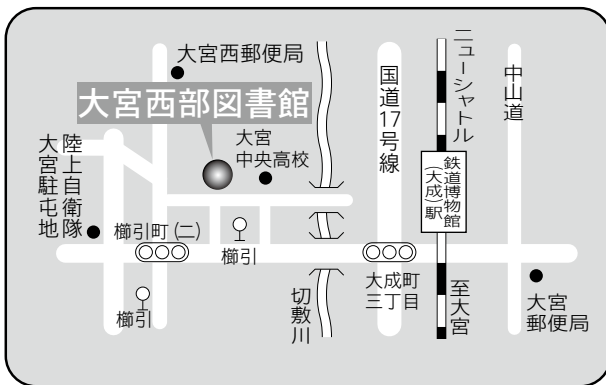 大宮西郵便局
大宮西部図書館
大宮
中央高校
陸上自衛隊
大宮駐屯地
櫛引町(二)
櫛引
櫛引
切敷川
国道17号線
大成町
三丁目
ニューシャトル
鉄道博物館
(大成)駅
至大宮
中山道
大宮
郵便局